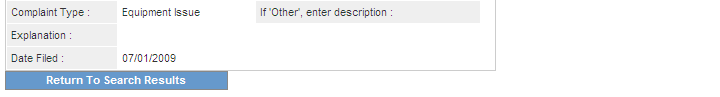 Complaint Type : Equipment Issue If 'Other', enter description :
Explanation :
Date Filed : 07/01/2009
Return To Search Results